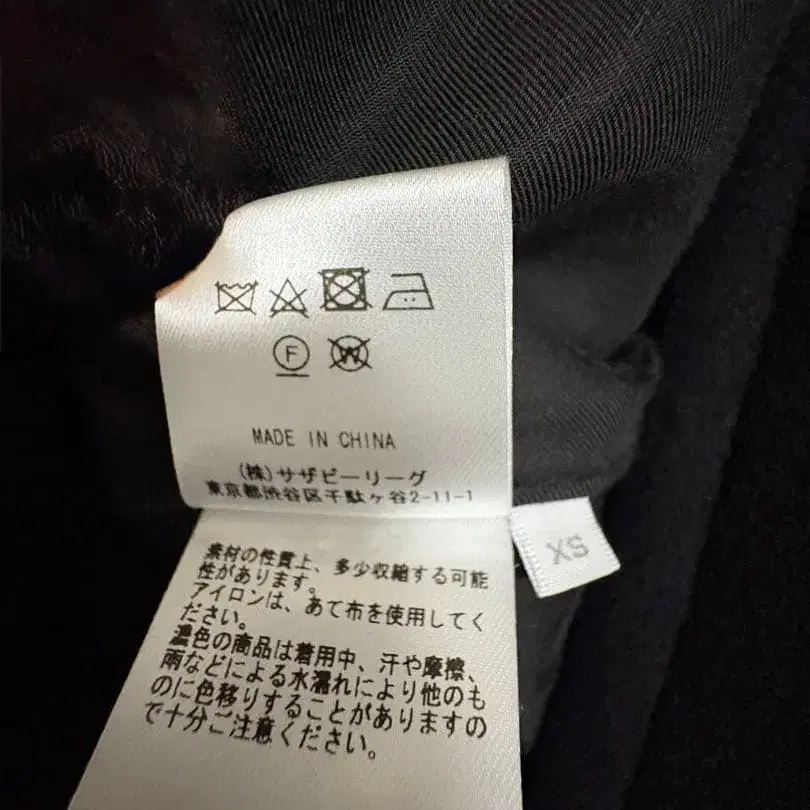 F
W
MADE IN CHINA
(株)サザビーリーグ
東京都渋谷区千駄ヶ谷2-11-1
XS
素材の性質上、多少収縮する可能
性があります。
アイロンは、あて布を使用してく
ださい。
濃色の商品は着用中、汗や摩擦、
雨などによる水濡れにより他のも
のに色移りすることがありますの
で十分ご注意ください。